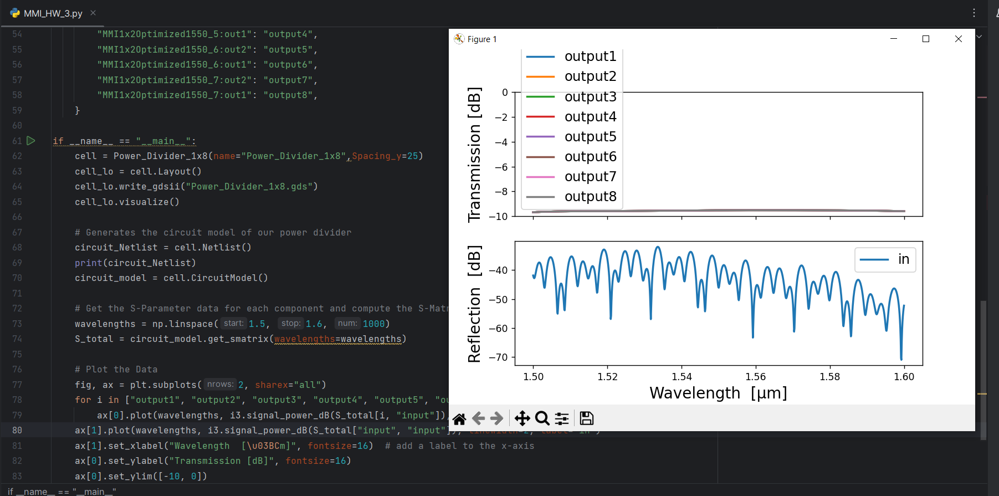 MMI_HW_3.py
54 "MMI1x2Optimized1550_5:out1": "output4",
55 "MMI1x2Optimized1550_6:out2": "output5",
56 "MMI1x2Optimized1550_6:out1": "output6",
57 "MMI1x2Optimized1550_7:out2": "output7",
58 "MMI1x2Optimized1550_7:out1": "output8",
59 }
60
61 if __name__ == "__main__":
62 cell = Power_Divider_1x8(name="Power_Divider_1x8",Spacing_y=25)
63 cell_lo = cell.Layout()
64 cell_lo.write_gdsii("Power_Divider_1x8.gds")
65 cell_lo.visualize()
66
67 # Generates the circuit model of our power divider
68 circuit_Netlist = cell.Netlist()
69 print(circuit_Netlist)
70 circuit_model = cell.CircuitModel()
71
72 # Get the S-Parameter data for each component and compute the S-Matr
73 wavelengths = np.linspace( start: 1.5, stop: 1.6, num: 1000)
74 S_total = circuit_model.get_smatrix(wavelengths=wavelengths)
75
76 # Plot the Data
77 fig, ax = plt.subplots( nrows: 2, sharex="all")
78 for i in ["output1", "output2", "output3", "output4", "output5", "ou
79 ax[0].plot(wavelengths, i3.signal_power_dB(S_total[i, "input"]),
80 ax[1].plot(wavelengths, i3.signal_power_dB(S_total["input", "input"]), linewidth=2, label="in")
81 ax[1].set_xlabel("Wavelength  [\u03BCm]", fontsize=16)  # add a label to the x-axis
82 ax[0].set_ylabel("Transmission [dB]", fontsize=16)
83 ax[0].set_ylim([-10, 0])
if __name__ == "__main__"
Figure 1
output1
output2
output3
output4
output5
output6
output7
output8
Transmission [dB]
0
−2
−4
−6
−8
−10
in
Reflection  [dB]
−40
−50
−60
−70
1.50 1.52 1.54 1.56 1.58 1.60
Wavelength  [μm]